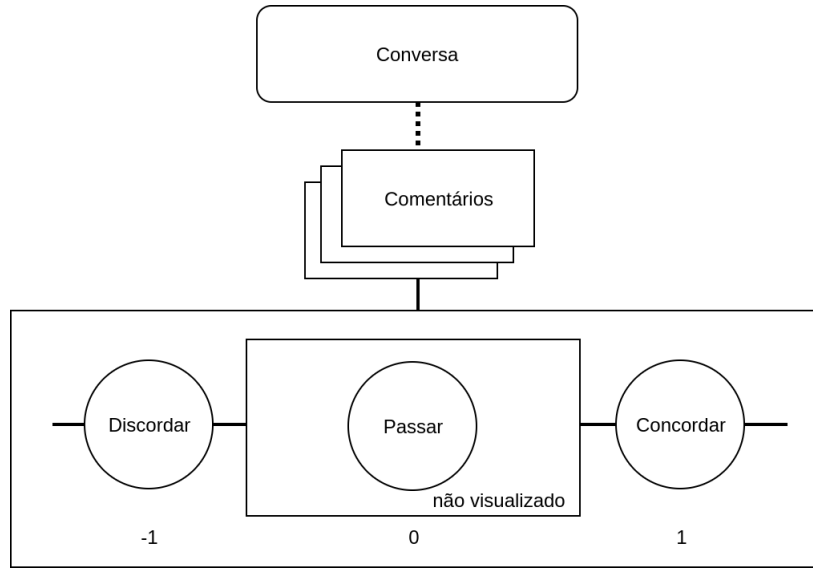 Conversa
Comentários
Discordar
Passar
Concordar
não visualizado
-1
0
1